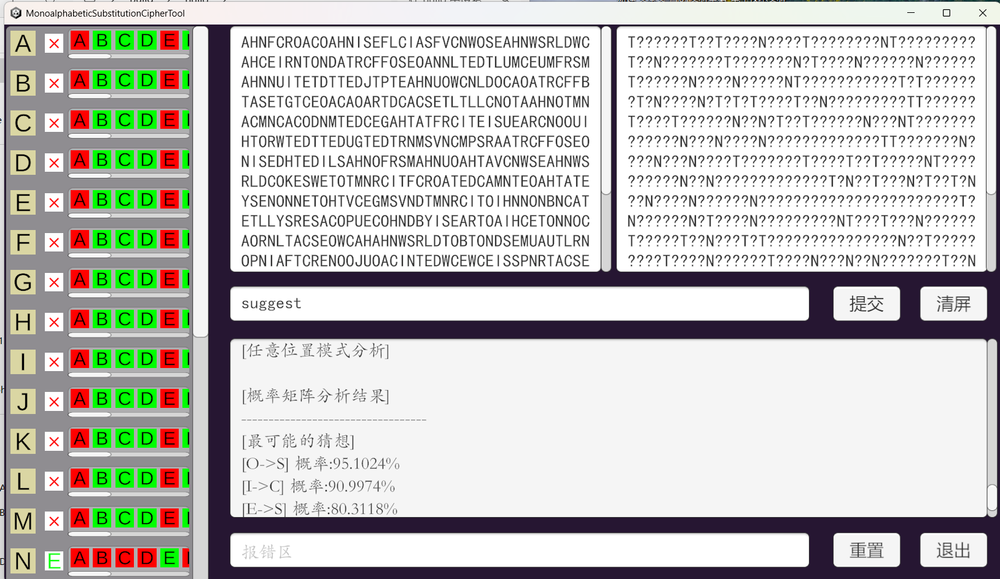 MonoalphabeticSubstitutionCipherTool
A × A B C D E
B × A B C D E
C × A B C D E
D × A B C D E
E × A B C D E
F × A B C D E
G × A B C D E
H × A B C D E
I × A B C D E
J × A B C D E
K × A B C D E
L × A B C D E
M × A B C D E
N E A B C D E
AHNFCROACOAHNISEFLCIASFVCNWOSEAHNWSRLDWC
AHCEIRNTONDATRCFFOSEOANNLTEDTLUMCEUMFRSM
AHNNUITETDTTEDJTPTEAHNUOWCNLDOCAOATRCFFB
TASETGTCEOACAOARTDCACSETLTLLCNOTAAHNOTMN
ACMNCACODNMTEDCEGAHTATFRCITEISUEARCNOOUI
HTORWTEDTTEDUGTEDTRNMSVNCMPSRAATRCFFOSEO
NISEDHTEDILSAHNOFRSMAHNUOAHTAVCNWSEAHNWS
RLDCOKESWETOTMNRCITFCROATEDCAMNTEOAHTATE
YSENONNETOHTVCEGMSVNDTMNRCITOIHNNONBNCAT
ETLLYSRESACOPUECOHNDBYISEARTOAIHCETONNOC
AORNLTACSEOWCAHAHNWSRLDTOBTONDSEMUAUTLRN
OPNIAFTCRENOOJUOACINTEDWCEWCEISSPNRTACSE
T??????T??T????N????T????????NT?????????
T??N???????T???????N?T????N??????N??????
T??????N????N?????NT???????????T?T??????
?T?N????N?T?T?T????T??N?????????TT??????
T????T??????N??N?T??T??????N???NT???????
??????N???N????N?????????????TT???????N?
???N???N????T???????T????T??T?????NT????
??????N??N?????????????T?N??T???N?T??T?N
??N????N??????N???????????????????????T?
N??????N?T????N?????????NT???T???N??????
T?????T??N???T?T???????????????N??T?????
????T????N???????T????N???N??N???????T??N
suggest
提交
清屏
[任意位置模式分析]
[概率矩阵分析结果]
----------------------------------
[最可能的猜想]
[O->S] 概率:95.1024%
[I->C] 概率:90.9974%
[E->S] 概率:80.3118%
报错区
重置
退出